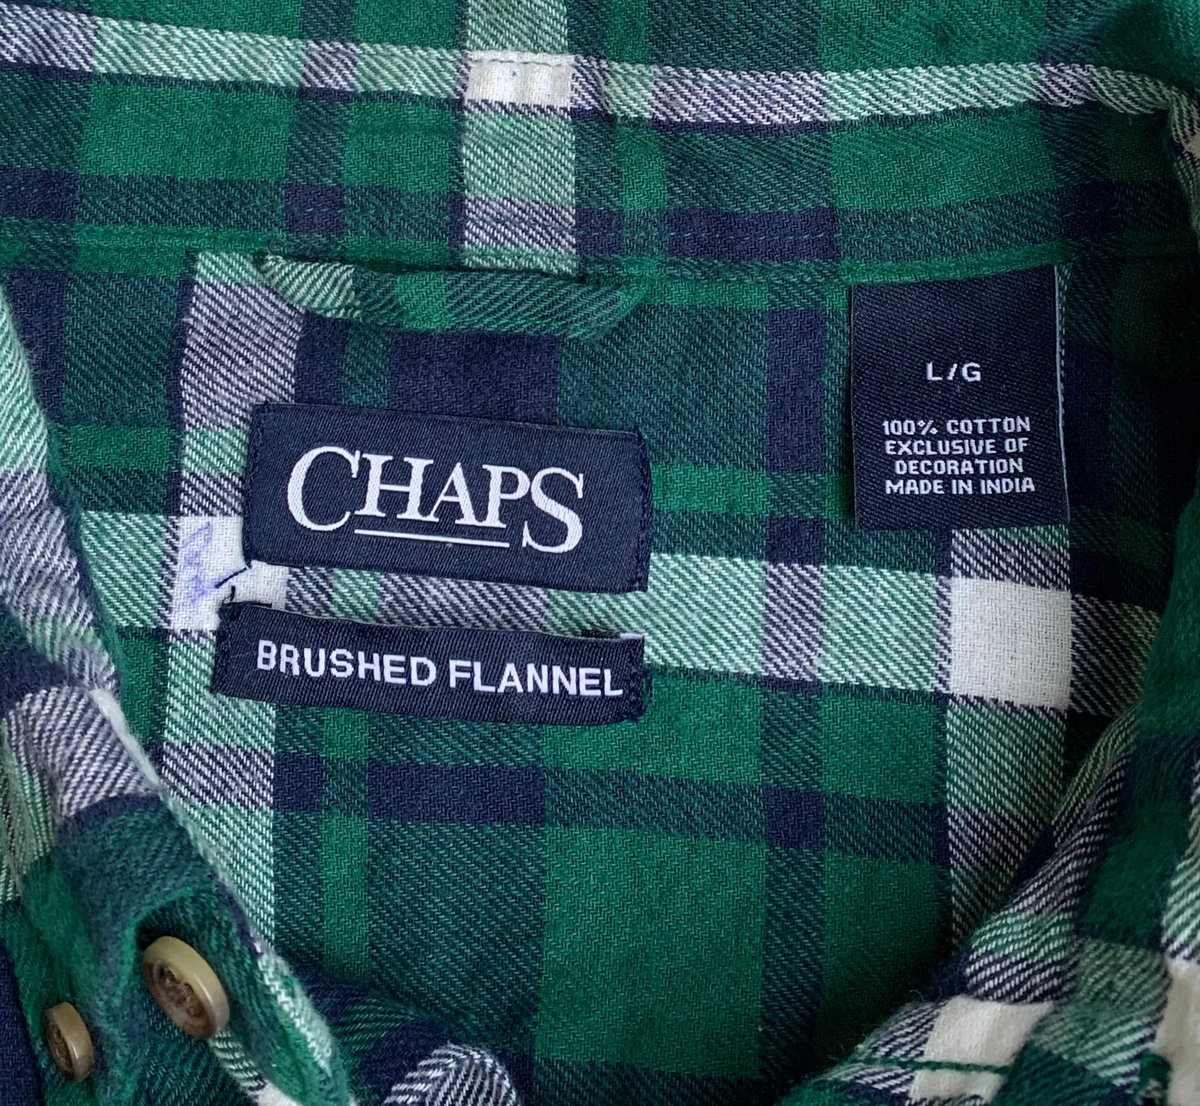 CHAPS
BRUSHED FLANNEL
L/G
100% COTTON
EXCLUSIVE OF
DECORATION
MADE IN INDIA